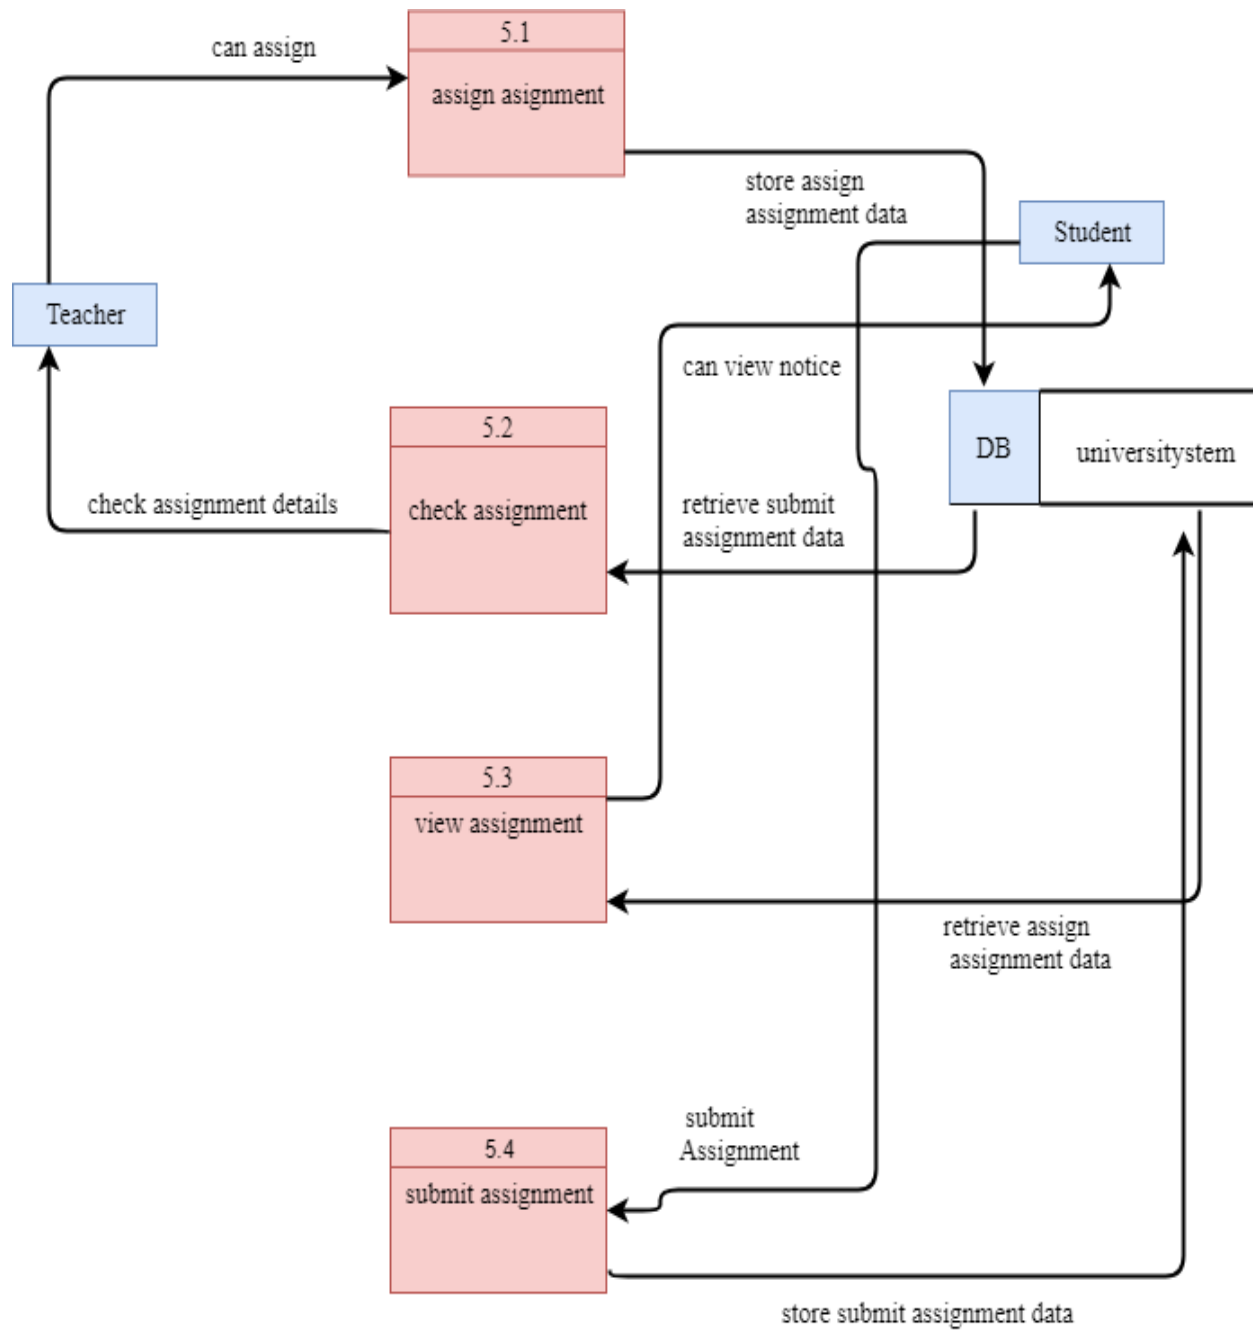 5.1
can assign
assign asignment
store assign
assignment data
Student
Teacher
can view notice
5.2
DB
universitystem
check assignment details
check assignment
retrieve submit
assignment data
5.3
view assignment
retrieve assign
assignment data
submit
Assignment
5.4
submit assignment
store submit assignment data